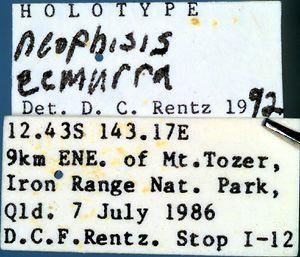 HOLOTYPE
neophisis
ecmurra
Det. D. C. Rentz 1992
12.43S 143.17E
9km ENE. of Mt.Tozer,
Iron Range Nat. Park,
Qld. 7 July 1986
D.C.F.Rentz. Stop I-12